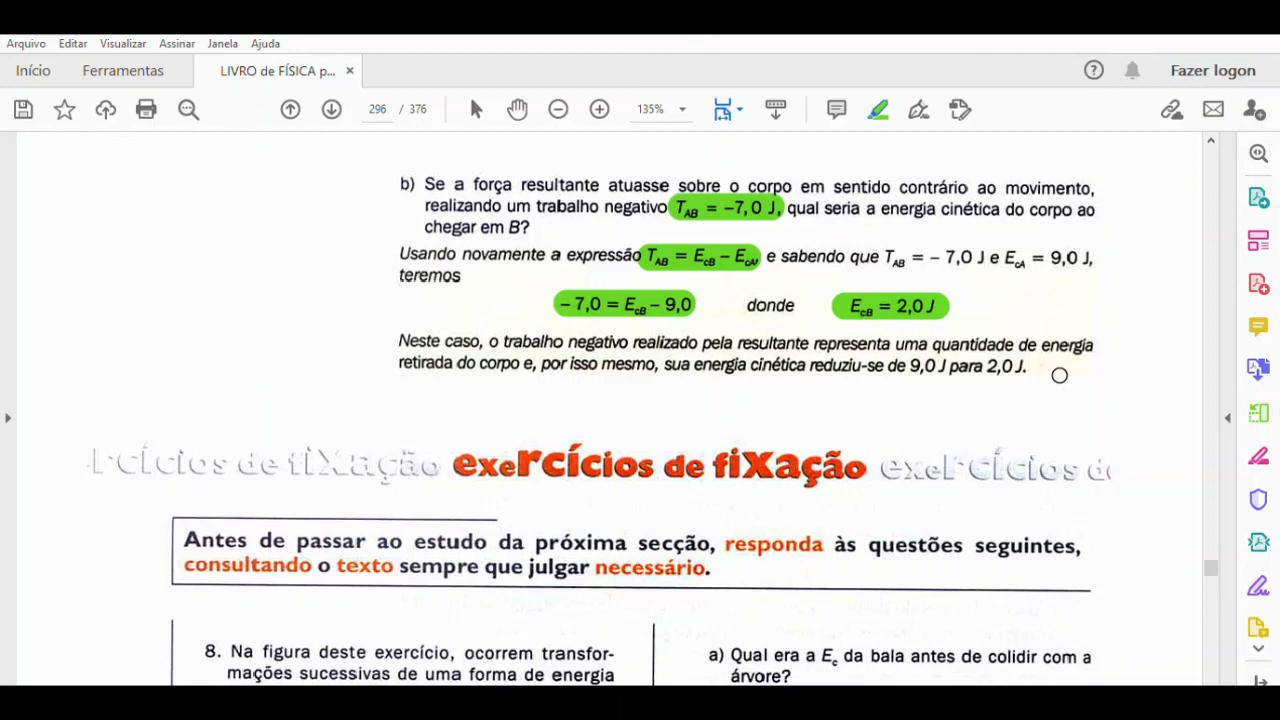 Arquivo Editar Visualizar Assinar Janela Ajuda
Início Ferramentas LIVRO de FÍSICA p... × Fazer logon
296 / 376 135%
b) Se a força resultante atuasse sobre o corpo em sentido contrário ao movimento,
realizando um trabalho negativo T_AB = –7,0 J, qual seria a energia cinética do corpo ao
chegar em B?
Usando novamente a expressão T_AB = E_cB – E_cA, e sabendo que T_AB = – 7,0 J e E_cA = 9,0 J,
teremos
– 7,0 = E_cB – 9,0 donde E_cB = 2,0 J
Neste caso, o trabalho negativo realizado pela resultante representa uma quantidade de energia
retirada do corpo e, por isso mesmo, sua energia cinética reduziu-se de 9,0 J para 2,0 J.
rcícios de fixação exercícios de fixação exercícios de
Antes de passar ao estudo da próxima secção, responda às questões seguintes,
consultando o texto sempre que julgar necessário.
8. Na figura deste exercício, ocorrem transfor-
mações sucessivas de uma forma de energia
a) Qual era a E_c da bala antes de colidir com a
árvore?